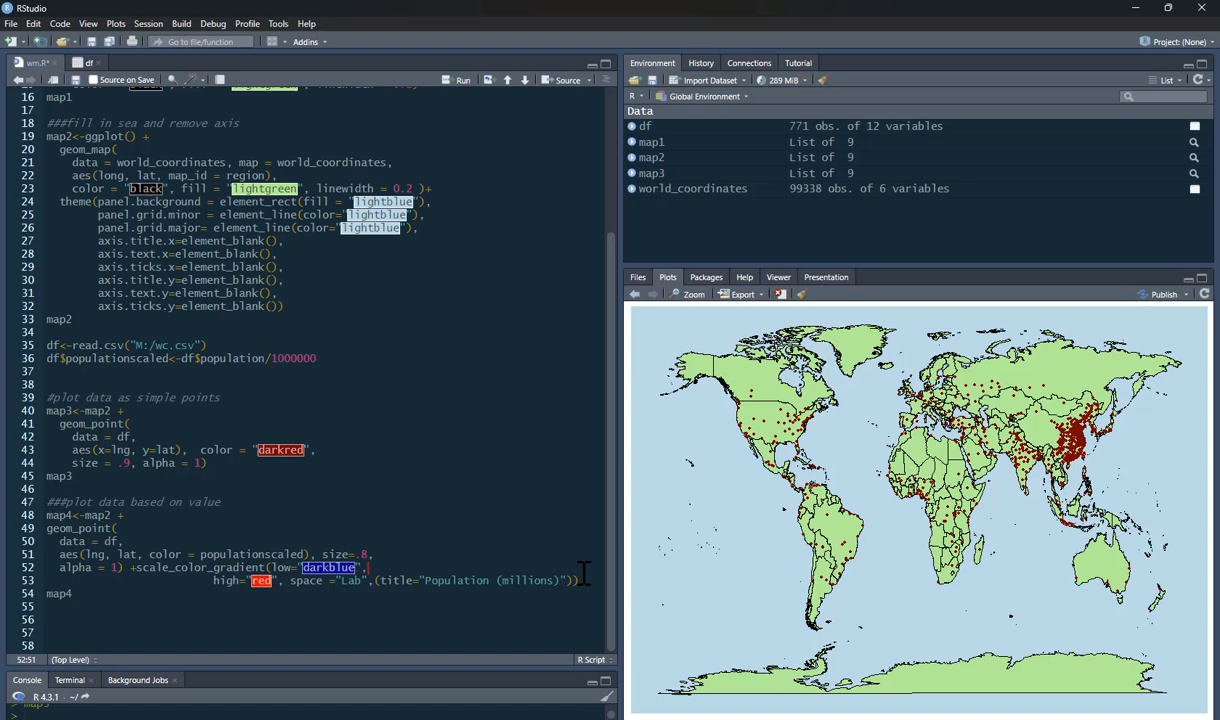 RStudio
File Edit Code View Plots Session Build Debug Profile Tools Help
Go to file/function Addins Project: (None)
wm.R* df
Source on Save Run Source
16 map1
17
18 ###fill in sea and remove axis
19 map2<-ggplot() +
20 geom_map(
21 data = world_coordinates, map = world_coordinates,
22 aes(long, lat, map_id = region),
23 color = "black", fill = "lightgreen", linewidth = 0.2 )+
24 theme(panel.background = element_rect(fill = "lightblue"),
25 panel.grid.minor = element_line(color="lightblue"),
26 panel.grid.major= element_line(color="lightblue"),
27 axis.title.x=element_blank(),
28 axis.text.x=element_blank(),
29 axis.ticks.x=element_blank(),
30 axis.title.y=element_blank(),
31 axis.text.y=element_blank(),
32 axis.ticks.y=element_blank())
33 map2
34
35 df<-read.csv("M:/wc.csv")
36 df$populationscaled<-df$population/1000000
37
38
39 #plot data as simple points
40 map3<-map2 +
41 geom_point(
42 data = df,
43 aes(x=lng, y=lat), color = "darkred",
44 size = .9, alpha = 1)
45 map3
46
47 ###plot data based on value
48 map4<-map2 +
49 geom_point(
50 data = df,
51 aes(lng, lat, color = populationscaled), size=.8,
52 alpha = 1) +scale_color_gradient(low="darkblue",
53 high="red", space ="Lab",(title="Population (millions)"))
54 map4
55
56
57
58
52:51 (Top Level) R Script
Console Terminal Background Jobs
R 4.3.1 · ~/
> map3
>
Environment History Connections Tutorial
Import Dataset 289 MiB List
R Global Environment
Data
df 771 obs. of 12 variables
map1 List of 9
map2 List of 9
map3 List of 9
world_coordinates 99338 obs. of 6 variables
Files Plots Packages Help Viewer Presentation
Zoom Export Publish